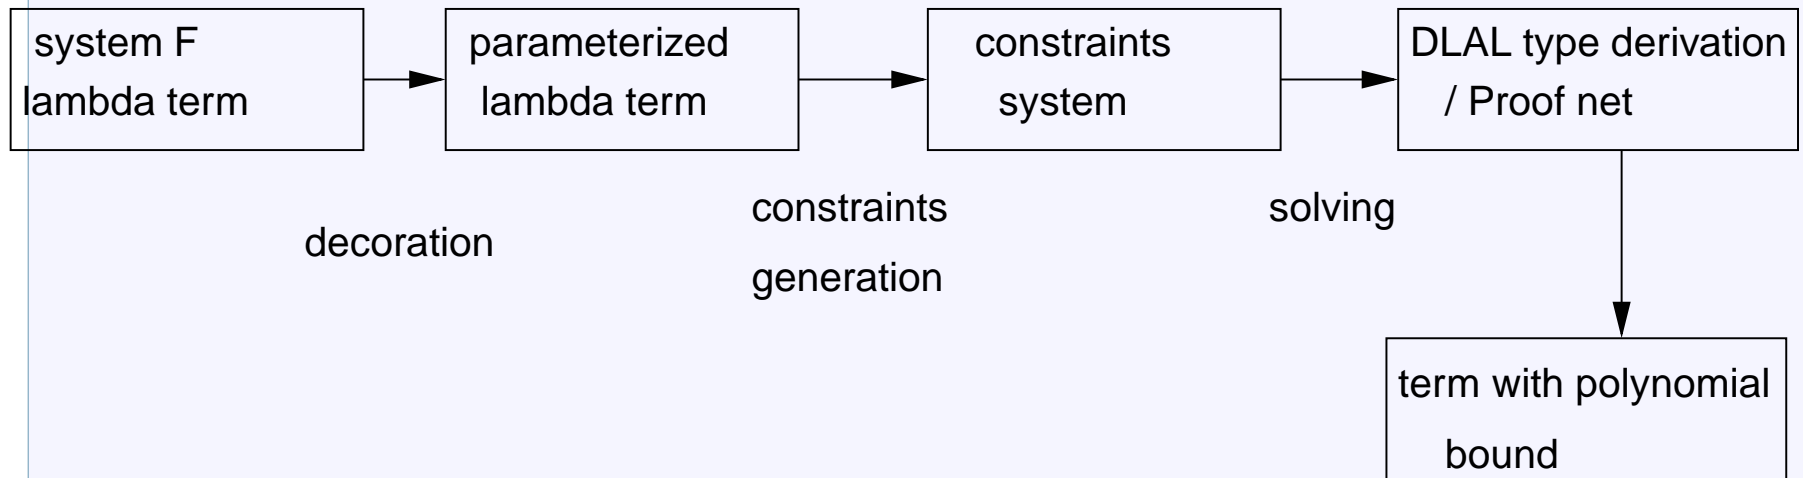 system F
lambda term
parameterized
lambda term
constraints
system
DLAL type derivation
/ Proof net
decoration
constraints
generation
solving
term with polynomial
bound